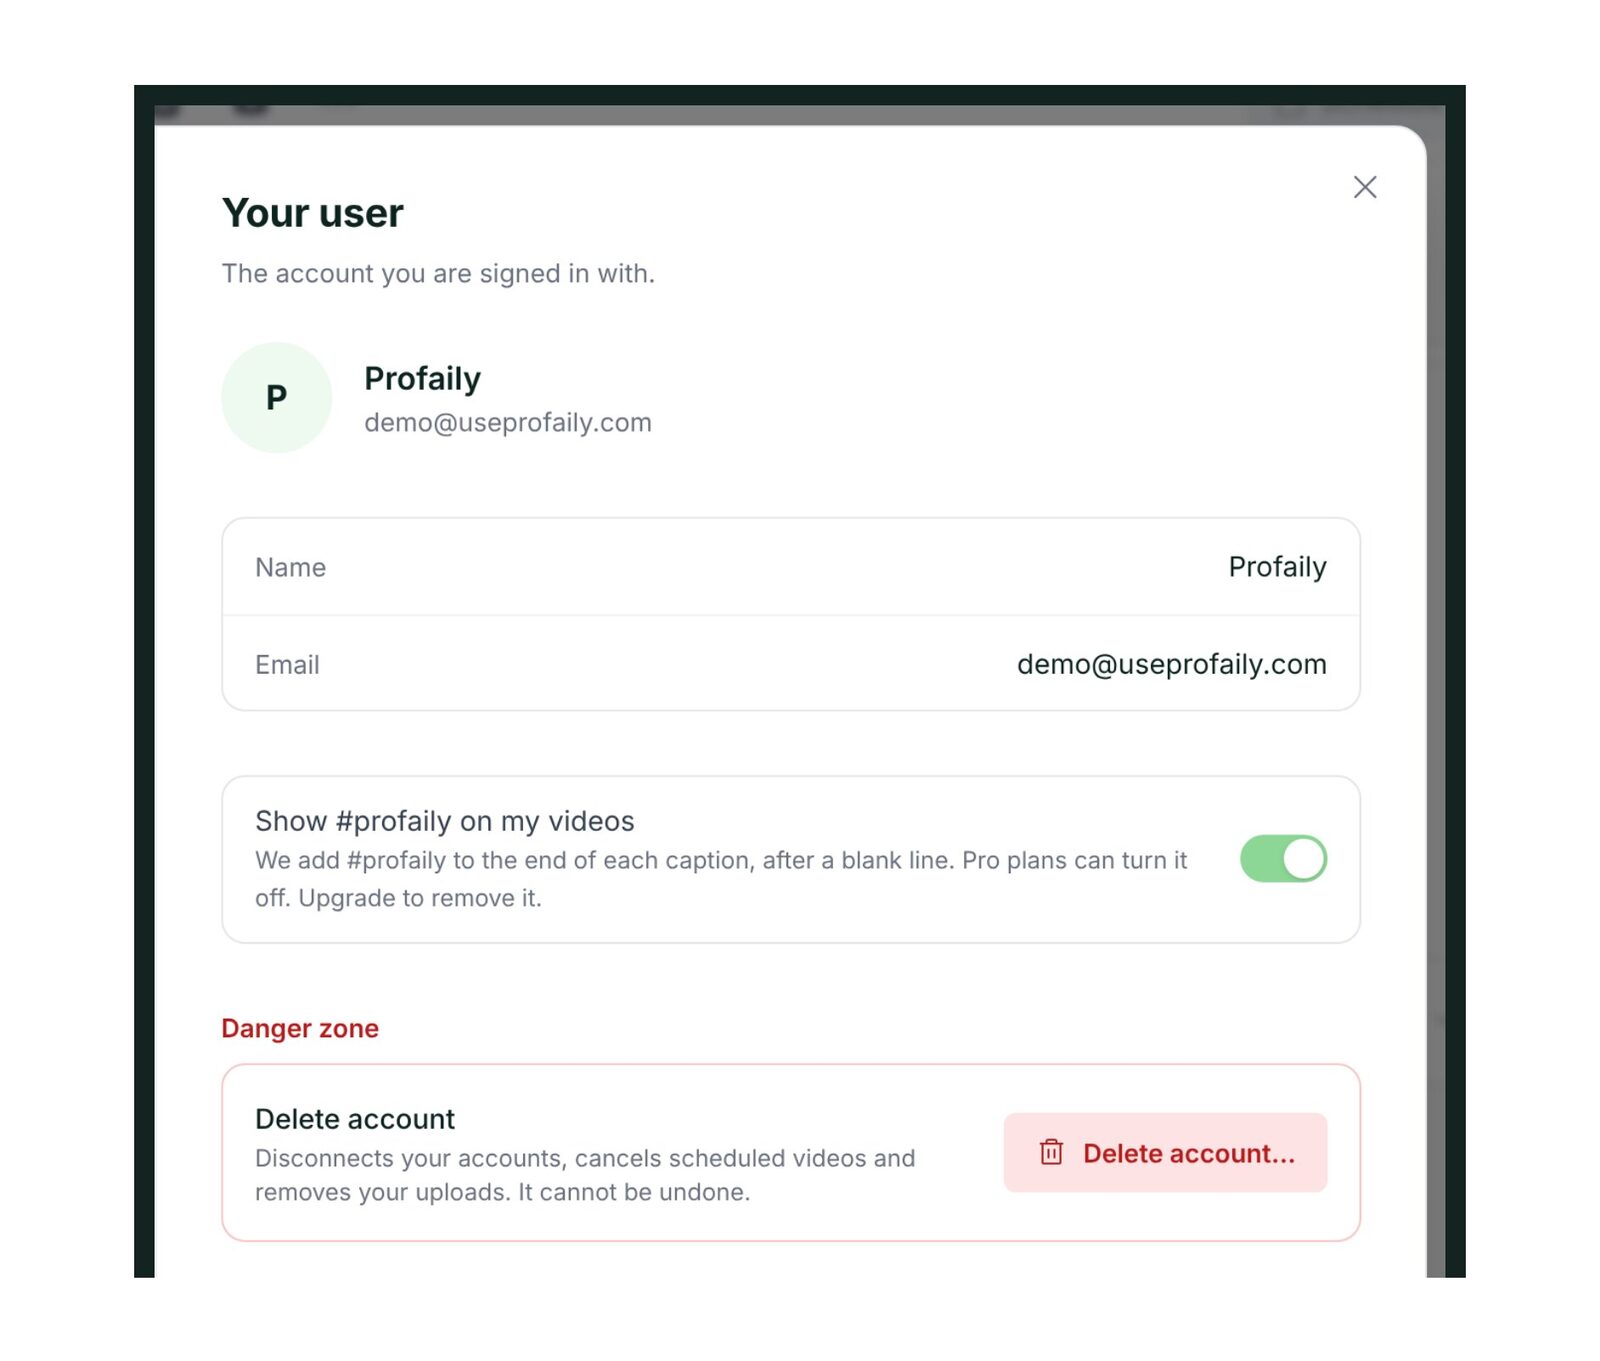 Your user
The account you are signed in with.
P
Profaily
demo@useprofaily.com
Name
Profaily
Email
demo@useprofaily.com
Show #profaily on my videos
We add #profaily to the end of each caption, after a blank line. Pro plans can turn it
off. Upgrade to remove it.
Danger zone
Delete account
Disconnects your accounts, cancels scheduled videos and
removes your uploads. It cannot be undone.
Delete account...